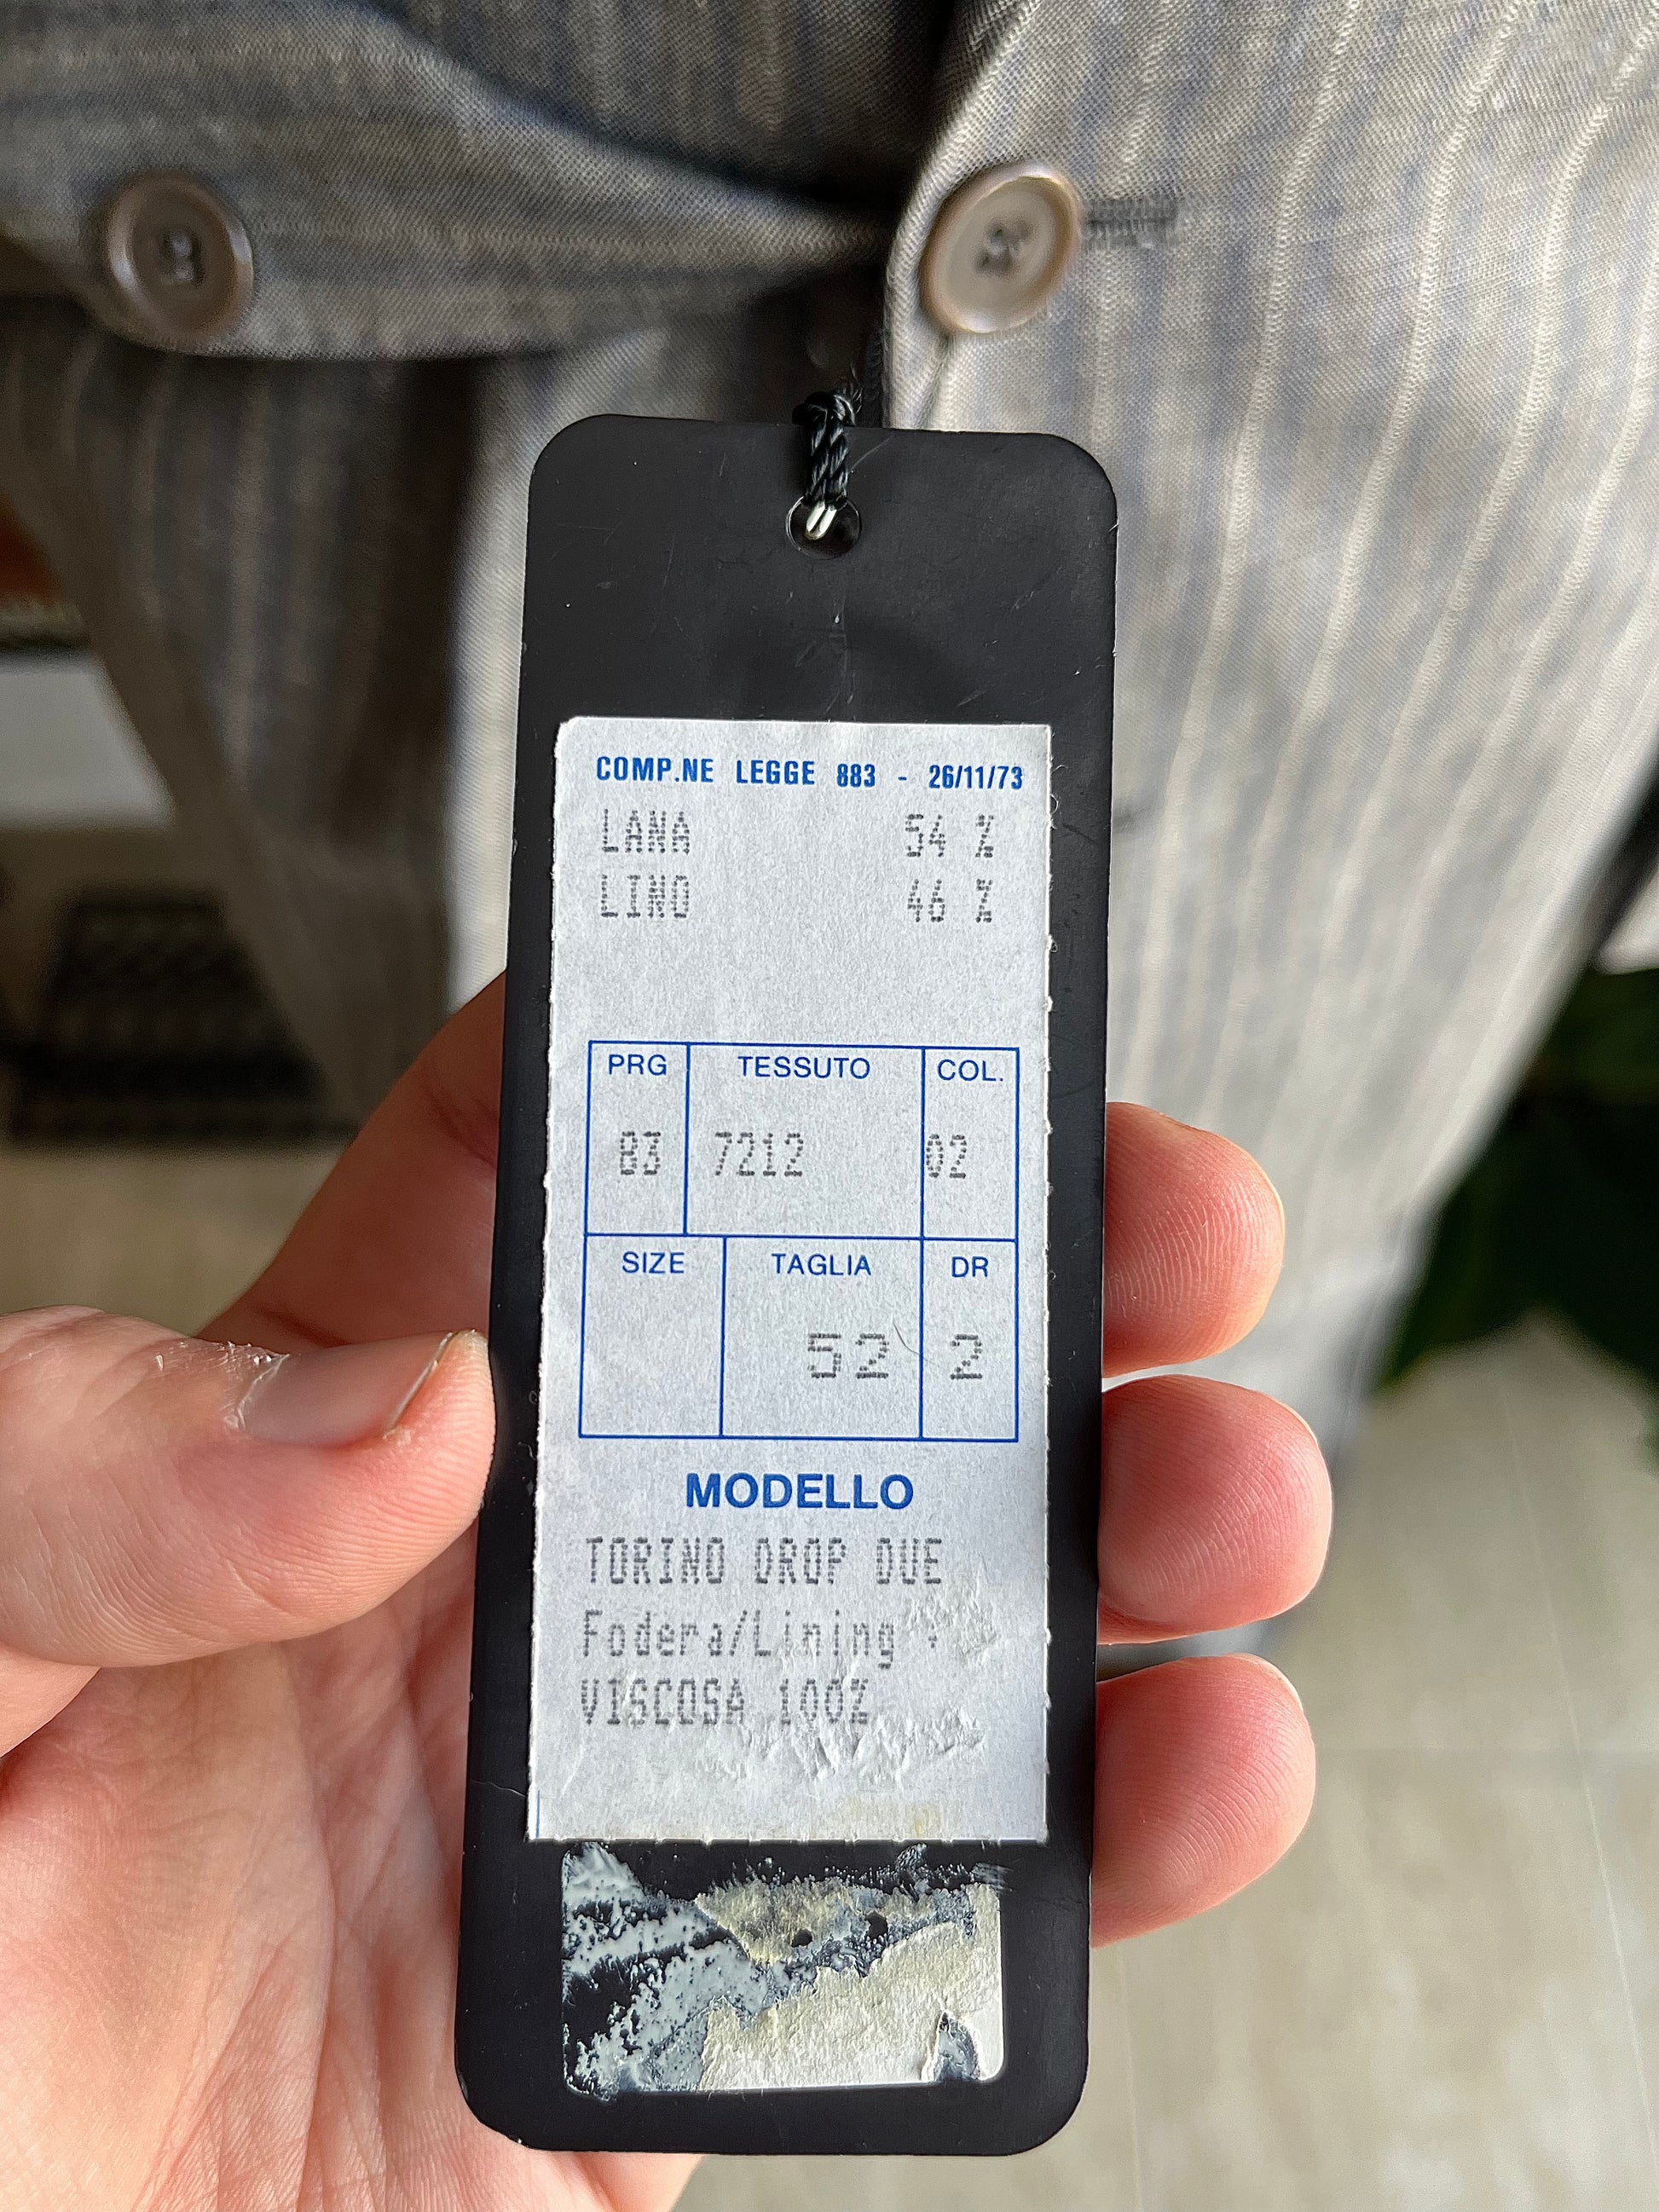 COMP.NE LEGGE 883 - 26/11/73
LANA 54 %
LINO 46 %
PRG TESSUTO COL.
83 7212 02
SIZE TAGLIA DR
52 2
MODELLO
TORINO DROP DUE
Fodera/Lining :
VISCOSA 100%